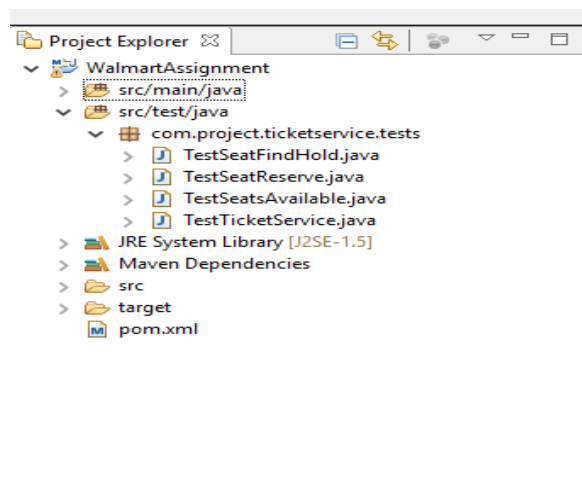 Project Explorer
WalmartAssignment
src/main/java
src/test/java
com.project.ticketservice.tests
TestSeatFindHold.java
TestSeatReserve.java
TestSeatsAvailable.java
TestTicketService.java
JRE System Library [J2SE-1.5]
Maven Dependencies
src
target
pom.xml